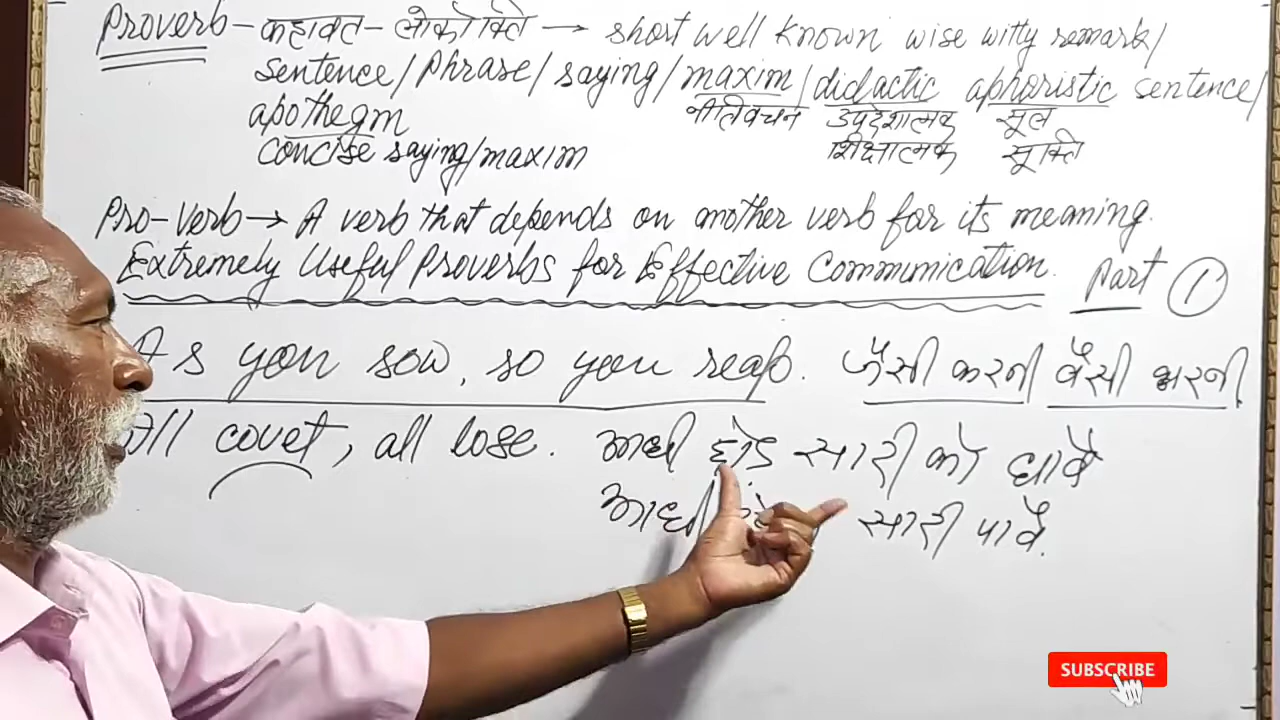 Proverb – कहावत – लोकोक्ति → short well known wise witty remark/
sentence/phrase/saying/maxim/didactic aphoristic sentence/
नीतिवचन उपदेशात्मक सूत्र
apothegm
शिक्षात्मक सूक्ति
concise saying/maxim
Pro-Verb → A verb that depends on another verb for its meaning.
Extremely Useful Proverbs for Effective Communication. Part 1
As you sow, so you reap. जैसी करनी वैसी भरनी
All covet, all lose. आधी छोड़ सारी को धावै
आधी सारी पावै.
SUBSCRIBE